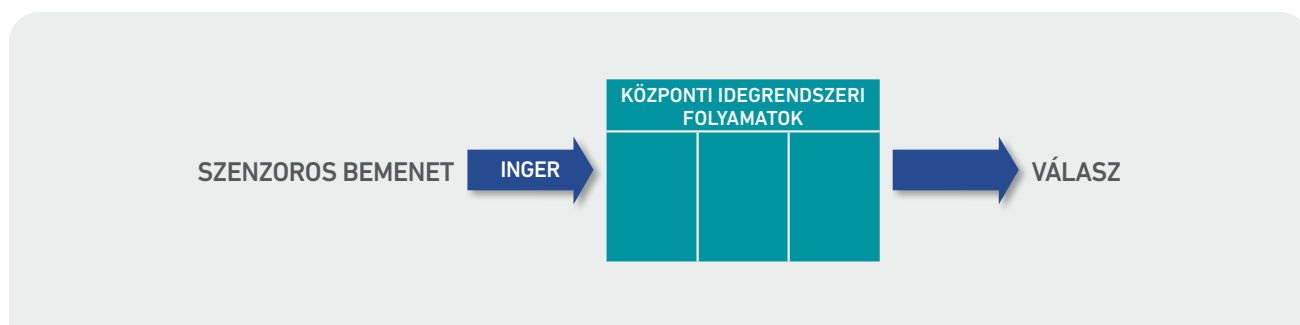 KÖZPONTI IDEGRENDSZERI
FOLYAMATOK
SZENZOROS BEMENET
INGER
VÁLASZ